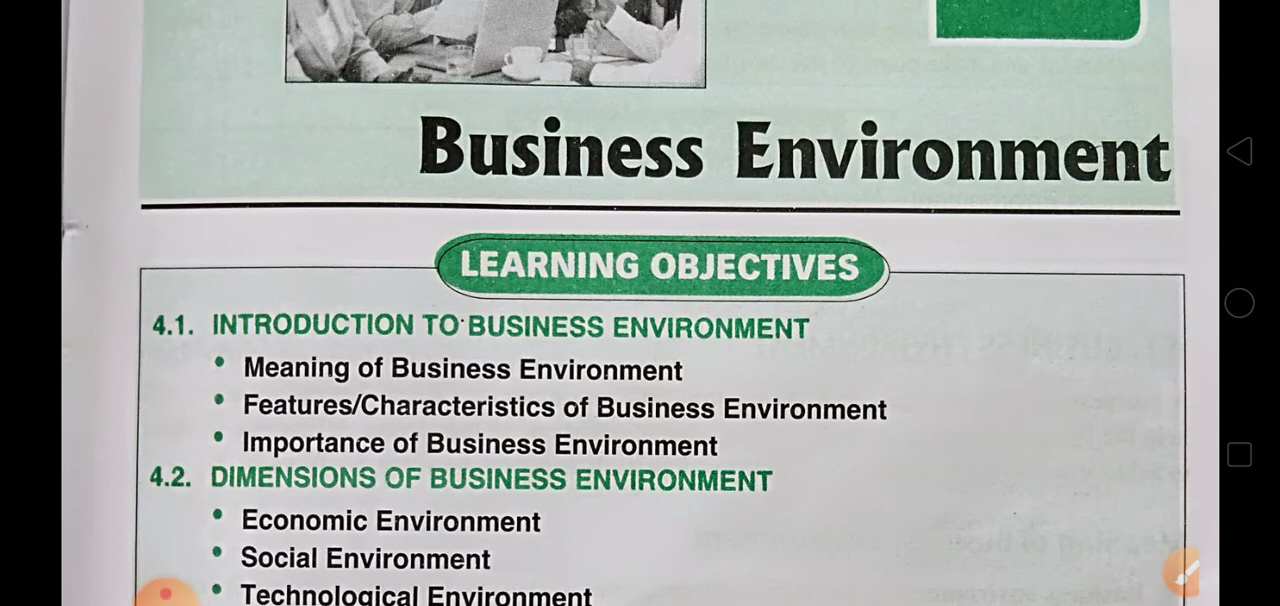 Business Environment
LEARNING OBJECTIVES
4.1. INTRODUCTION TO BUSINESS ENVIRONMENT
• Meaning of Business Environment
• Features/Characteristics of Business Environment
• Importance of Business Environment
4.2. DIMENSIONS OF BUSINESS ENVIRONMENT
• Economic Environment
• Social Environment
• Technological Environment